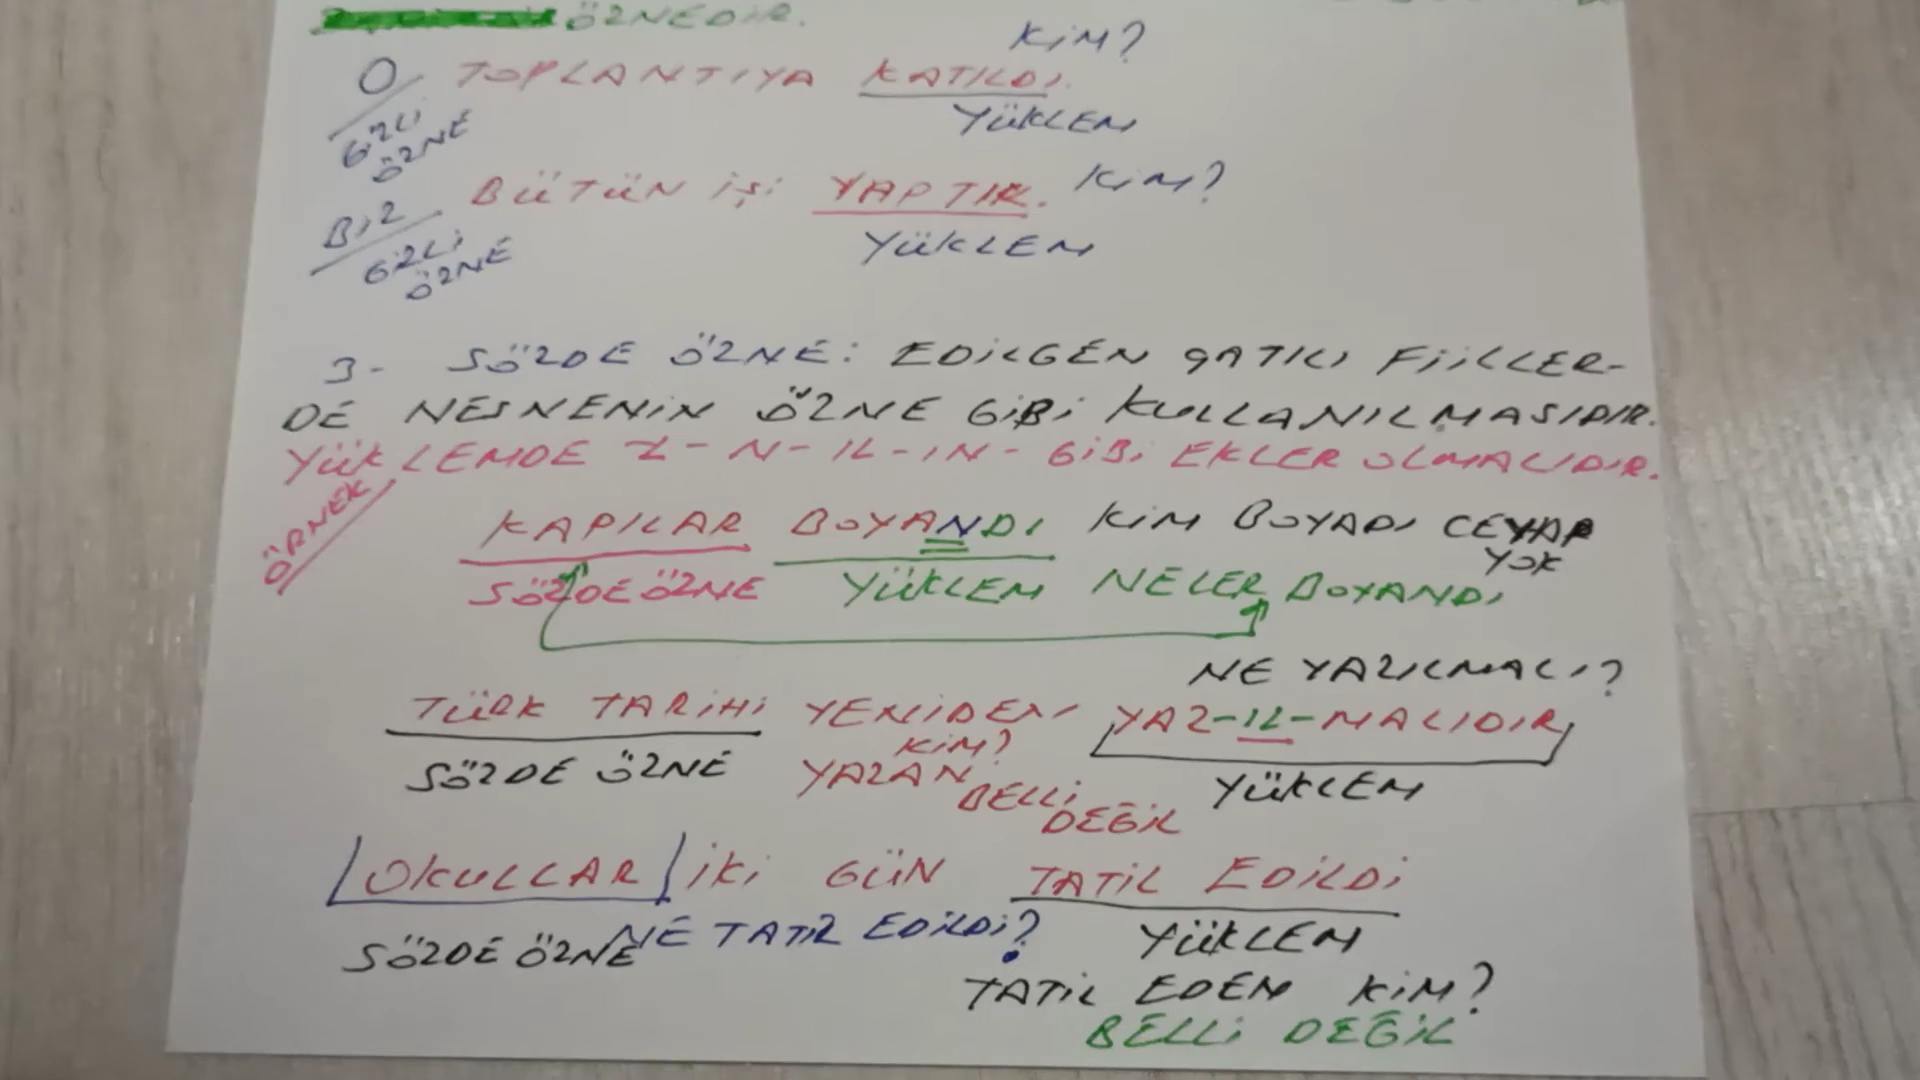 ÖZNEDİR.
KİM?
O TOPLANTIYA KATILDI.
GİZLİ ÖZNE
YÜKLEM
BÜTÜN İŞİ YAPTIK. KİM?
BİZ
GİZLİ ÖZNE
YÜKLEM
3- SÖZDE ÖZNE: EDİLGEN ÇATILI FİİLLER-
DE NESNENİN ÖZNE GİBİ KULLANILMASIDIR.
YÜKLEMDE L-N-IL-IN- GİBİ EKLER OLMALIDIR.
ÖRNEK
KAPILAR BOYANDI KİM BOYADI CEVAP
YOK
SÖZDE ÖZNE YÜKLEM NELER BOYANDI
NE YAZILMALI?
TÜRK TARİHİ YENİDEN YAZ-IL-MALIDIR
KİM?
SÖZDE ÖZNE YAZAN BELLİ DEĞİL YÜKLEM
OKULLAR İKİ GÜN TATİL EDİLDİ
SÖZDE ÖZNE NE TATİL EDİLDİ? YÜKLEM
TATİL EDEN KİM?
BELLİ DEĞİL